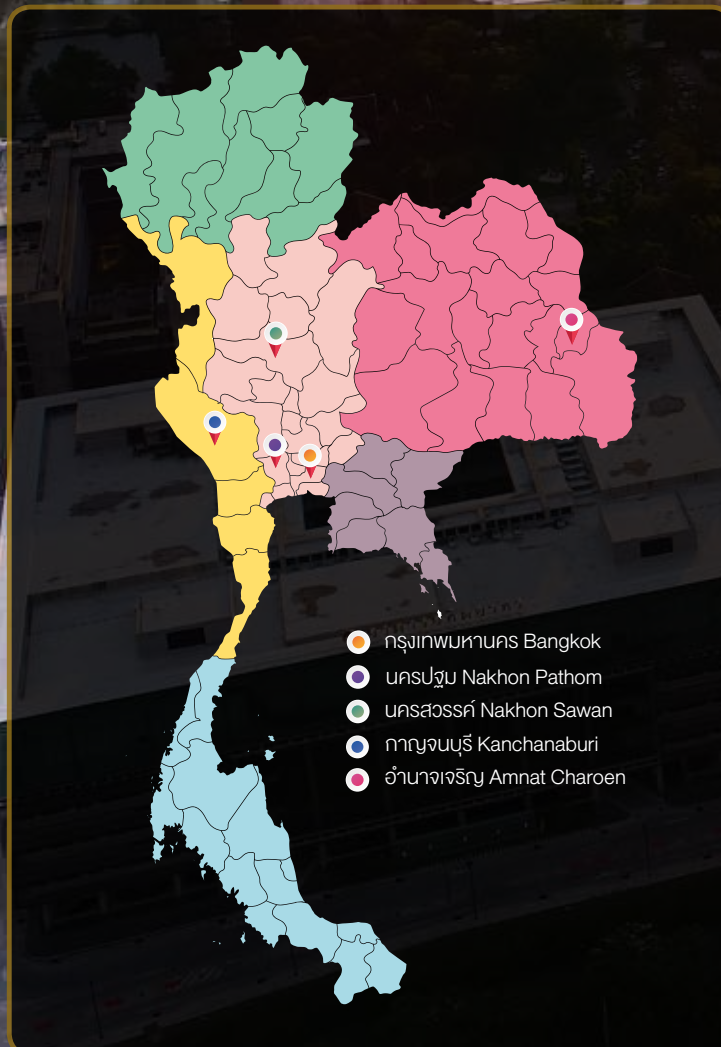 กรุงเทพมหานคร Bangkok
นครปฐม Nakhon Pathom
นครสวรรค์ Nakhon Sawan
กาญจนบุรี Kanchanaburi
อำนาจเจริญ Amnat Charoen